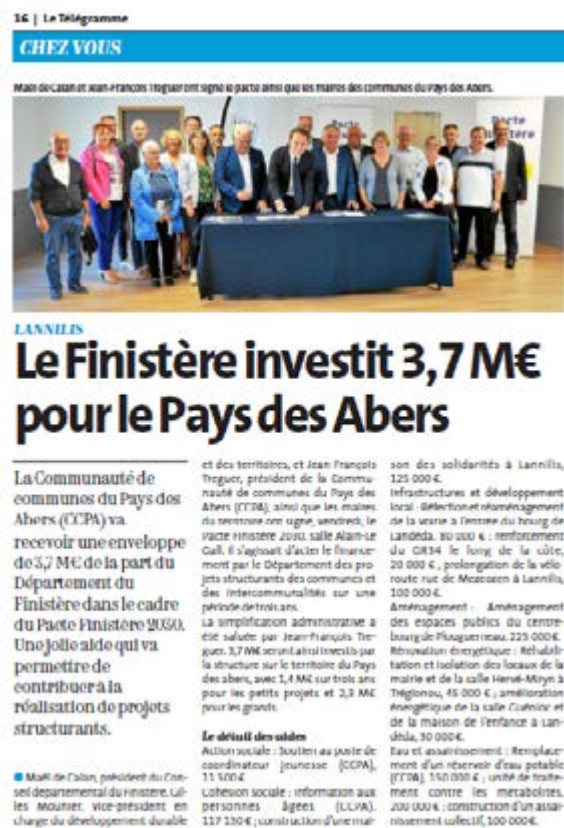 16 | Le Télégramme
CHEZ VOUS
Maël de Calan et Jean-François Treguer ont signé le pacte ainsi que les maires des communes du Pays des Abers.
Pacte
Finistère
LANNILIS
Le Finistère investit 3,7 M€
pour le Pays des Abers
La Communauté de
communes du Pays des
Abers (CCPA) va
recevoir une enveloppe
de 3,7 M€ de la part du
Département du
Finistère dans le cadre
du Pacte Finistère 2030.
Une jolie aide qui va
permettre de
contribuer à la
réalisation de projets
structurants.
Maël de Calan, président du Con-
seil départemental du Finistère, Gil-
les Mounier, vice-président en
charge du développement durable
et des territoires, et Jean François
Treguer, président de la Commu-
nauté de communes du Pays des
Abers (CCPA), ainsi que les maires
du territoire ont signé, vendredi, le
Pacte Finistère 2030, salle Alain-Le
Gall. Il s'agissait d'acter le finance-
ment par le Département des pro-
jets structurants des communes et
des intercommunalités sur une
période de trois ans.
La simplification administrative a
été saluée par Jean-François Tre-
guer. 3,7 M€ seront ainsi investis par
la structure sur le territoire du Pays
des abers, avec 1,4 M€ sur trois ans
pour les petits projets et 2,3 M€
pour les grands.
Le détail des aides
Action sociale : Soutien au poste de
coordinateur jeunesse (CCPA),
11 500 €
Cohésion sociale : information aux
personnes âgées (CCPA),
117 130 € ; construction d'une mai-
son des solidarités à Lannilis,
125 000 €.
Infrastructures et développement
local : Réfection et réaménagement
de la voirie à l'entrée du bourg de
Landéda, 80 000 € ; renforcement
du GR34 le long de la côte,
20 000 € ; prolongation de la vélo-
route rue de Mezeozen à Lannilis,
100 000 €.
Aménagement : Aménagement
des espaces publics du centre-
bourg de Plouguerneau, 225 000 €.
Rénovation énergétique : Réhabili-
tation et isolation des locaux de la
mairie et de la salle Hervé-Miryn à
Tréglonou, 45 000 € ; amélioration
énergétique de la salle Guénioc et
de la maison de l'enfance à Lan-
déda, 50 000 €.
Eau et assainissement : Remplace-
ment d'un réservoir d'eau potable
(CCPA), 150 000 € ; unité de traite-
ment contre les métabolites,
200 000 € ; construction d'un assai-
nissement collectif, 100 000 €.